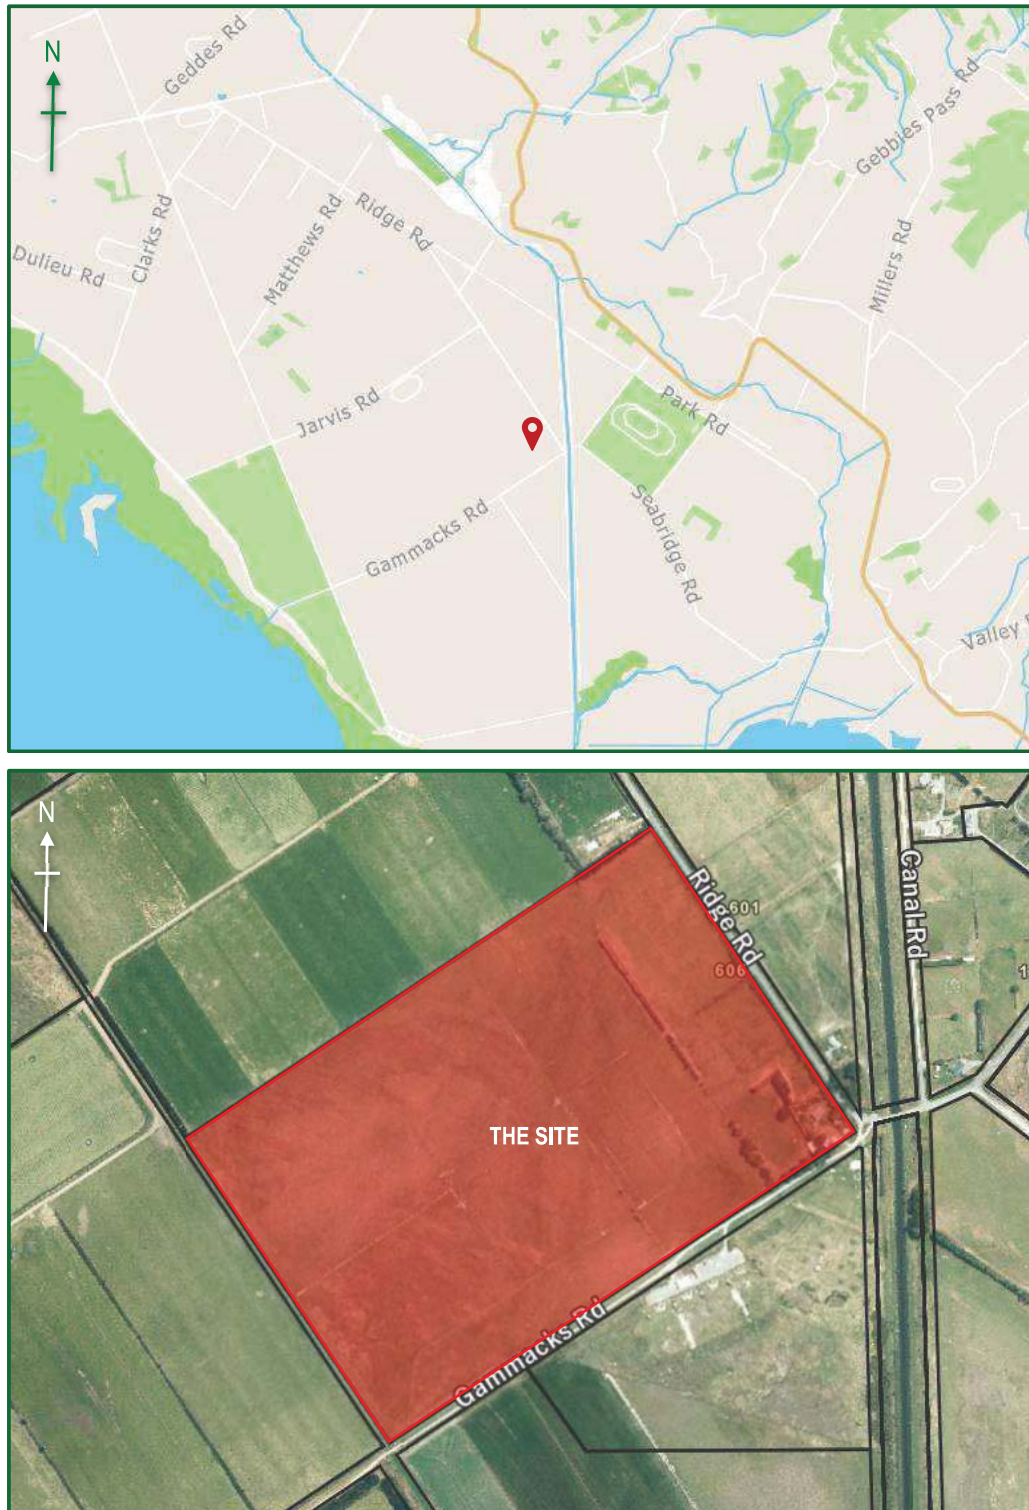 N
Geddes Rd
Gebbies Pass Rd
Ridge Rd
Clarks Rd
Matthews Rd
Dulieu Rd
Millers Rd
Jarvis Rd
Park Rd
Gammacks Rd
Seabridge Rd
Valley
N
Ridge Rd
601
606
Canal Rd
1
THE SITE
Gammacks Rd